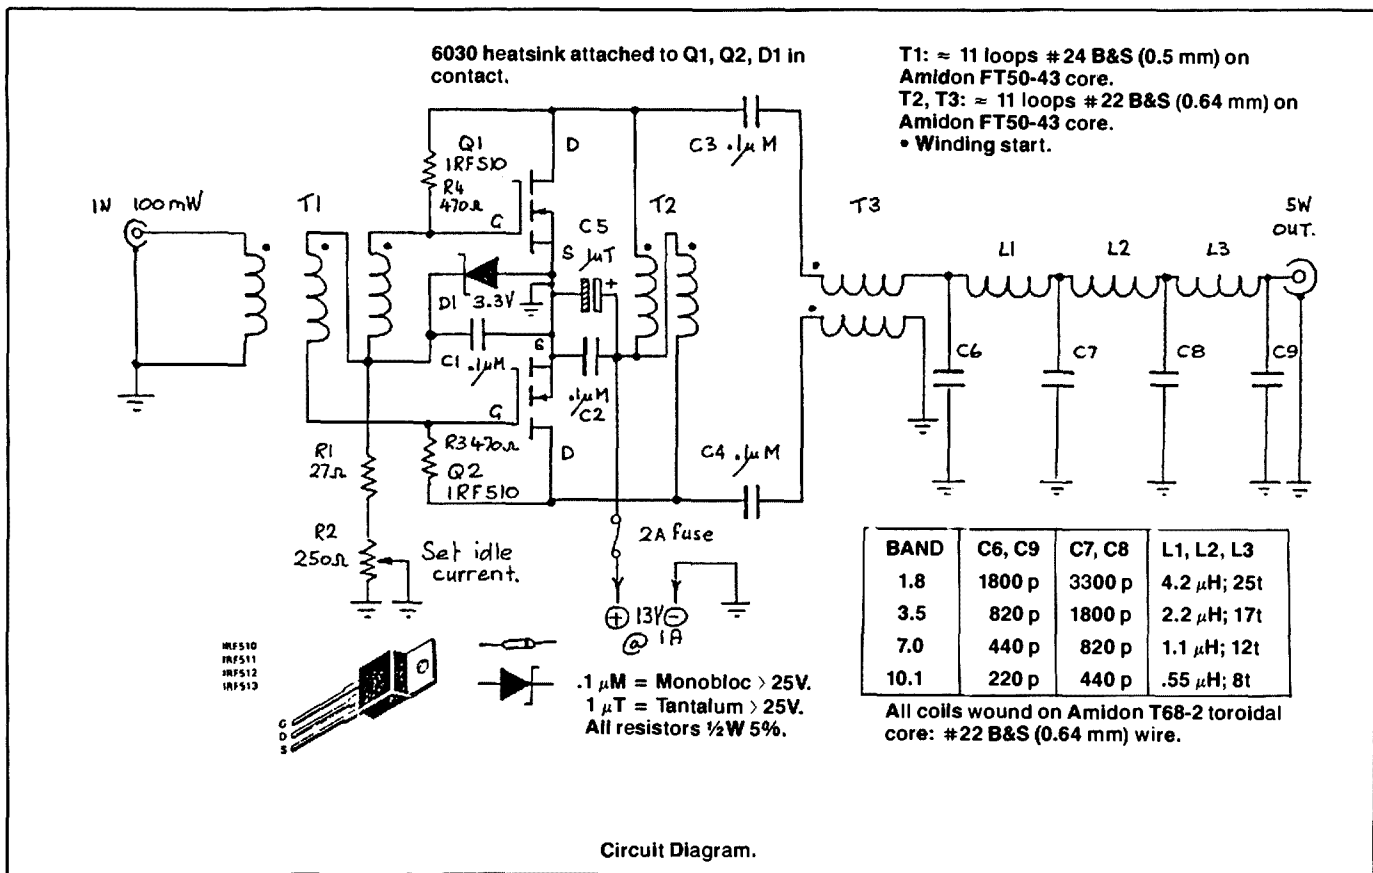 6030 heatsink attached to Q1, Q2, D1 in
contact.
T1: ≈ 11 loops #24 B&S (0.5 mm) on
Amidon FT50-43 core.
T2, T3: ≈ 11 loops #22 B&S (0.64 mm) on
Amidon FT50-43 core.
• Winding start.
IN 100mW
T1
Q1
IRF510
R4
470Ω
G
D
S
C5
1μT
+
T2
C3 .1μM
T3
L1
L2
L3
5W
OUT.
D1 3.3V
C1 .1μM
S
G
.1μM
C2
D
R3 470Ω
Q2
IRF510
C4 .1μM
C6
C7
C8
C9
R1
27Ω
R2
250Ω
Set idle
current.
2A fuse
+ 13V −
@ 1A
BAND C6, C9 C7, C8 L1, L2, L3
1.8 1800 p 3300 p 4.2 μH; 25t
3.5 820 p 1800 p 2.2 μH; 17t
7.0 440 p 820 p 1.1 μH; 12t
10.1 220 p 440 p .55 μH; 8t
All coils wound on Amidon T68-2 toroidal
core: #22 B&S (0.64 mm) wire.
IRF510
IRF511
IRF512
IRF513
G
D
S
.1 μM = Monobloc > 25V.
1 μT = Tantalum > 25V.
All resistors ½W 5%.
Circuit Diagram.